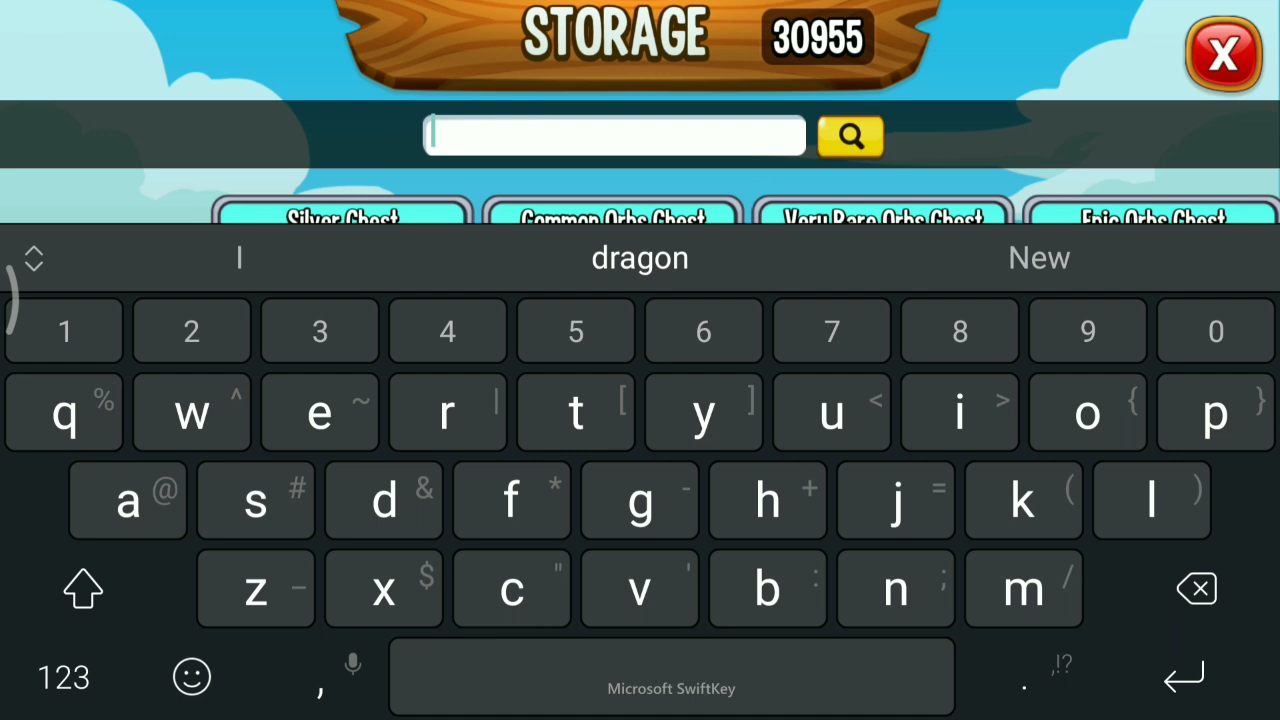 STORAGE 30955 X
Silver Chest Common Orbs Chest Very Rare Orbs Chest Epic Orbs Chest
I dragon New
1 2 3 4 5 6 7 8 9 0
q % w ^ e ~ r | t [ y ] u < i > o { p }
a @ s # d & f * g - h + j = k ( l )
z _ x $ c " v ' b : n ; m /
123 , Microsoft SwiftKey . ,!?